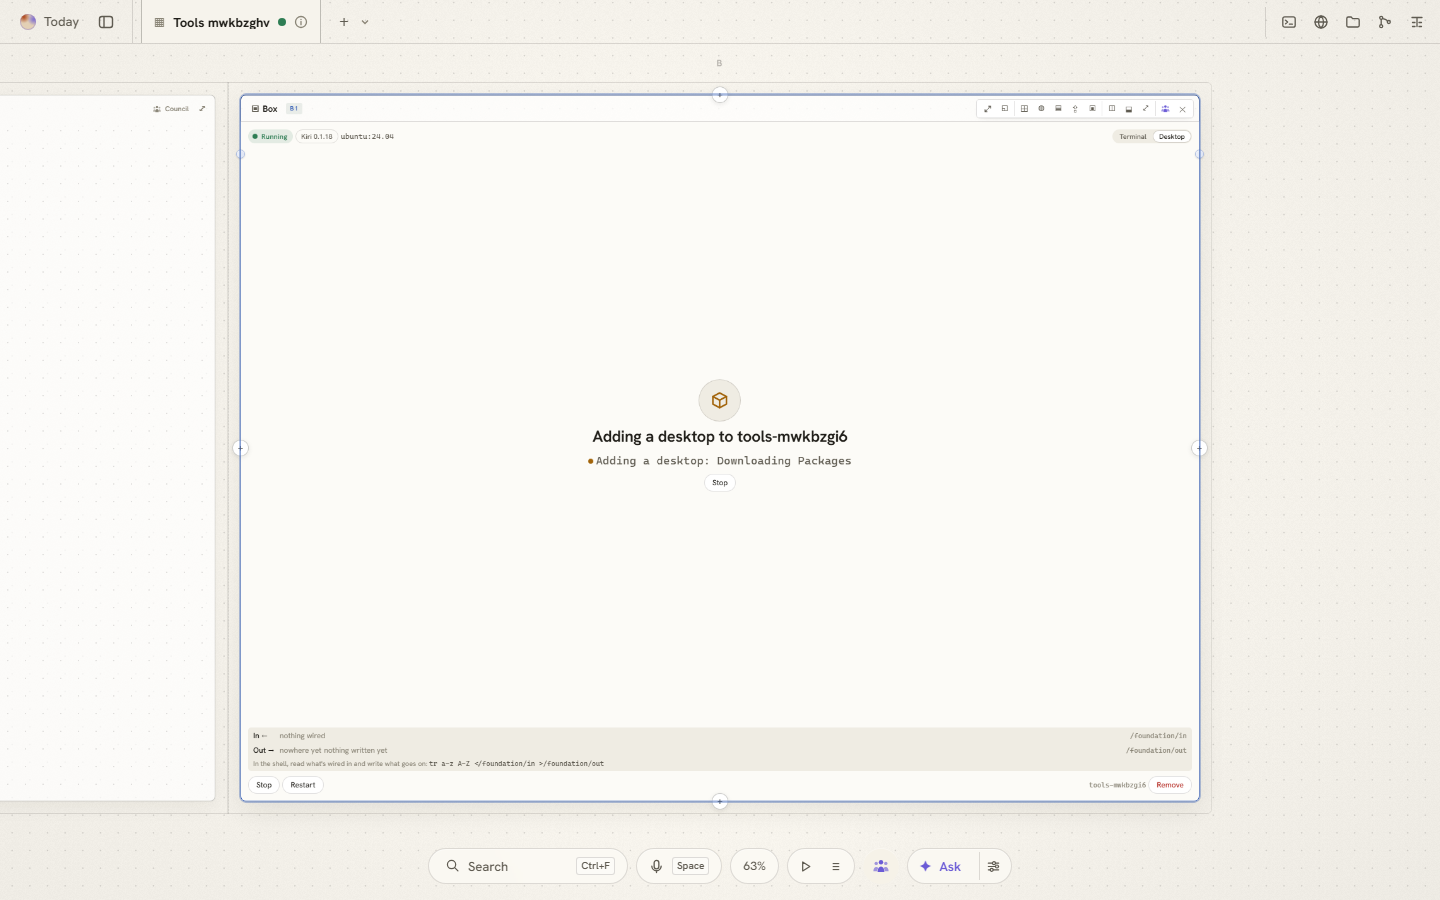 Today
Tools mwkbzghv
B
Council
Box
B1
Running
Kiri 0.1.18
ubuntu:24.04
Terminal
Desktop
Adding a desktop to tools-mwkbzgi6
Adding a desktop: Downloading Packages
Stop
In ← nothing wired
/foundation/in
Out → nowhere yet nothing written yet
/foundation/out
In the shell, read what's wired in and write what goes on: tr a-z A-Z </foundation/in >/foundation/out
Stop
Restart
tools-mwkbzgi6
Remove
Search
Ctrl+F
Space
63%
Ask